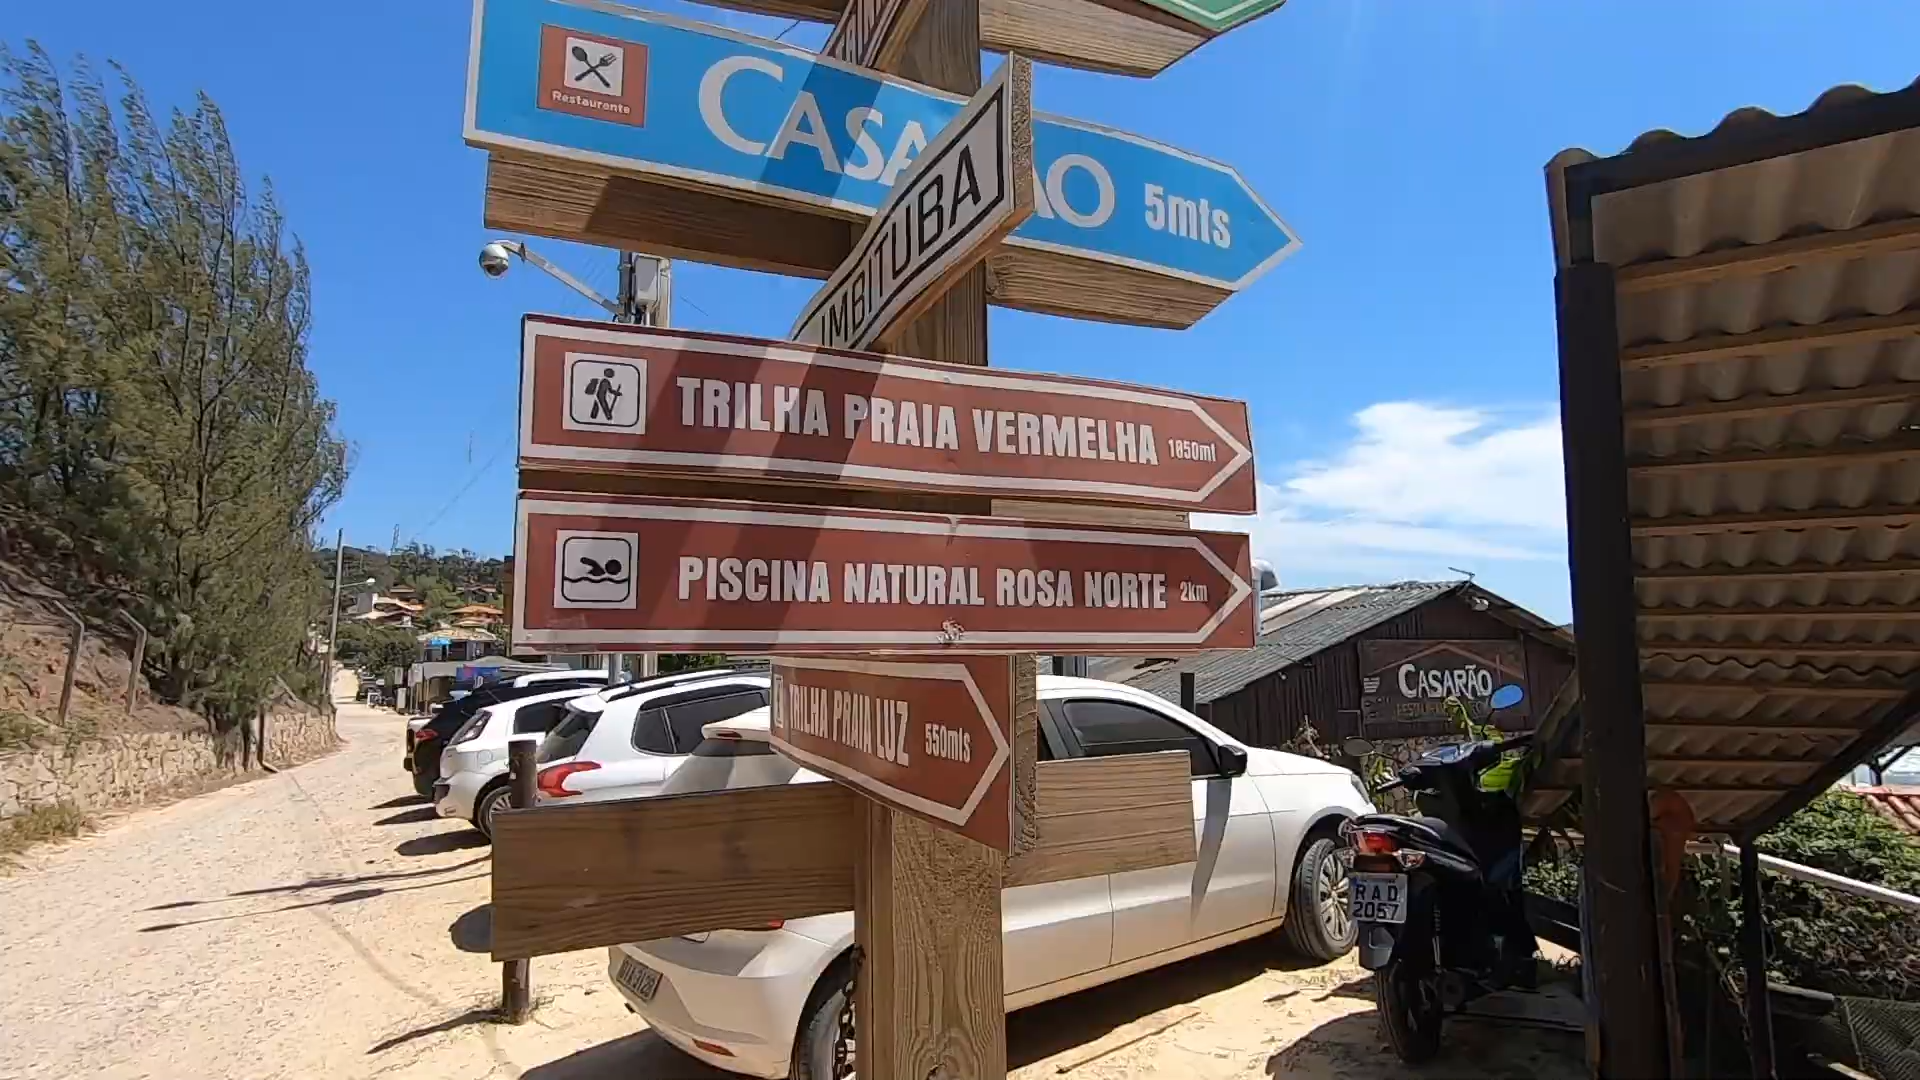 Restaurante
CASARÃO 5mts
IMBITUBA
TRILHA PRAIA VERMELHA 1850mt
PISCINA NATURAL ROSA NORTE 2km
TRILHA PRAIA LUZ 550mts
CASARÃO
RAD
2057